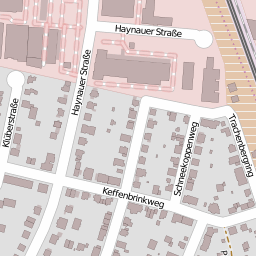 Haynauer Straße
Haynauer Straße
Klüberstraße
Trachenbergring
Schneekoppenweg
Keffenbrinkweg